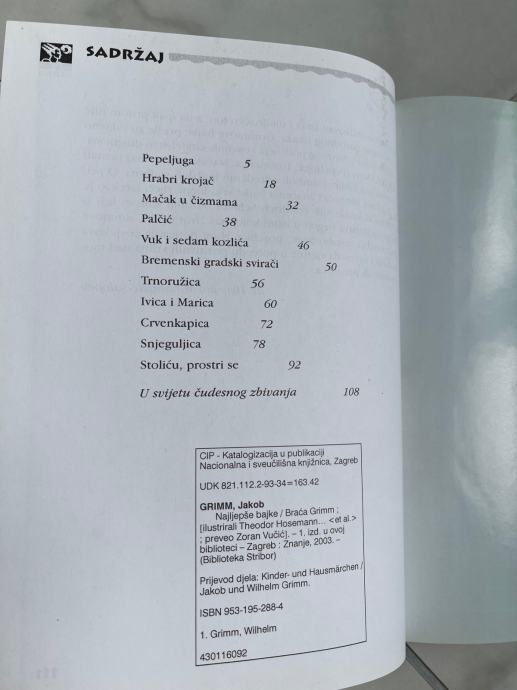 SADRŽAJ
Pepeljuga 5
Hrabri krojač 18
Mačak u čizmama 32
Palčić 38
Vuk i sedam kozlića 46
Bremenski gradski svirači 50
Trnoružica 56
Ivica i Marica 60
Crvenkapica 72
Snjeguljica 78
Stoliću, prostri se 92
U svijetu čudesnog zbivanja 108
CIP - Katalogizacija u publikaciji
Nacionalna i sveučilišna knjižnica, Zagreb
UDK 821.112.2-93-34=163.42
GRIMM, Jakob
Najljepše bajke / Braća Grimm ;
[ilustrirali Theodor Hosemann... <et al.>
; preveo Zoran Vučić]. – 1. izd. u ovoj
biblioteci – Zagreb : Znanje, 2003. –
(Biblioteka Stribor)
Prijevod djela: Kinder- und Hausmärchen /
Jakob und Wilhelm Grimm.
ISBN 953-195-288-4
1. Grimm, Wilhelm
430116092